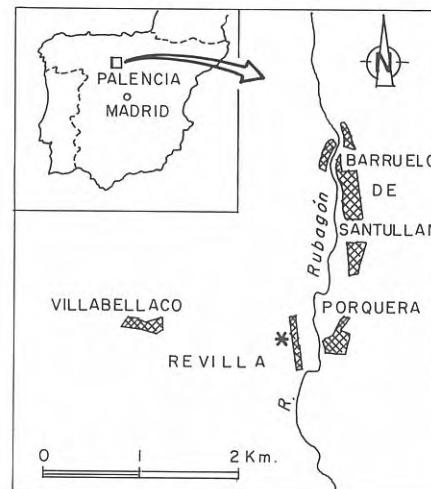 PALENCIA
MADRID
N
BARRUELO
DE
SANTULLAN
R. Rubagón
VILLABELLACO
PORQUERA
REVILLA
*
0 1 2 Km.